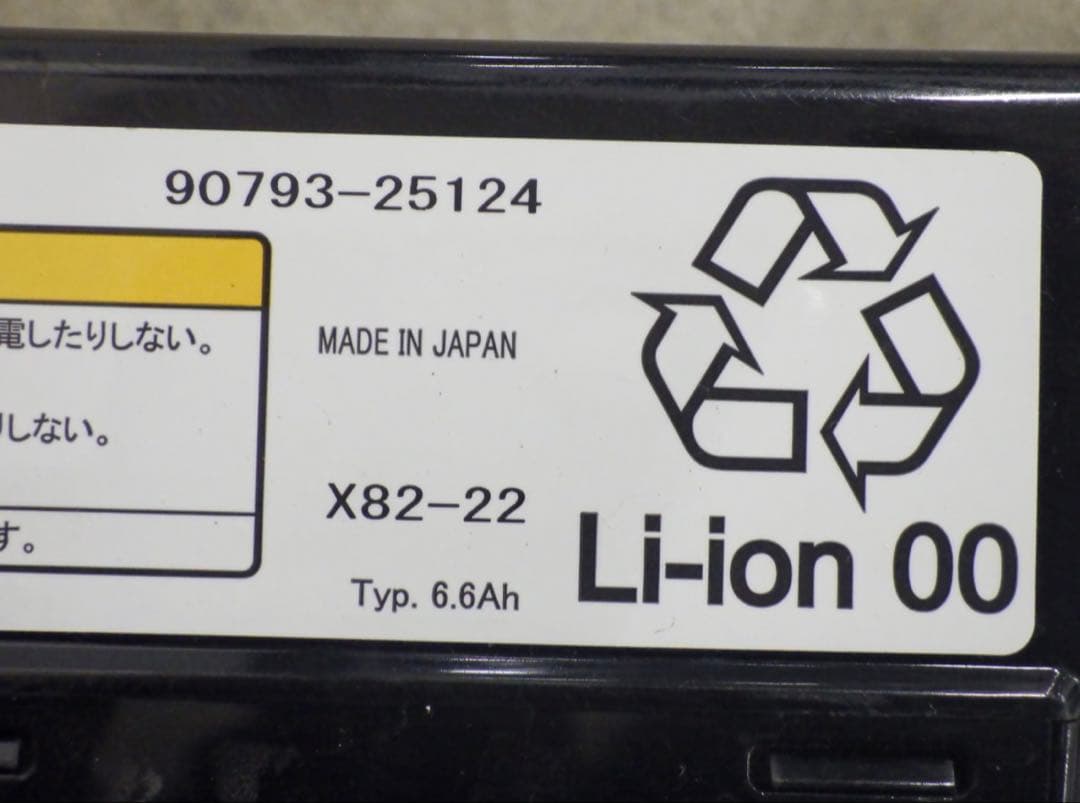 90793-25124
電したりしない。
MADE IN JAPAN
しない。
X82-22
す。
Typ. 6.6Ah
Li-ion 00